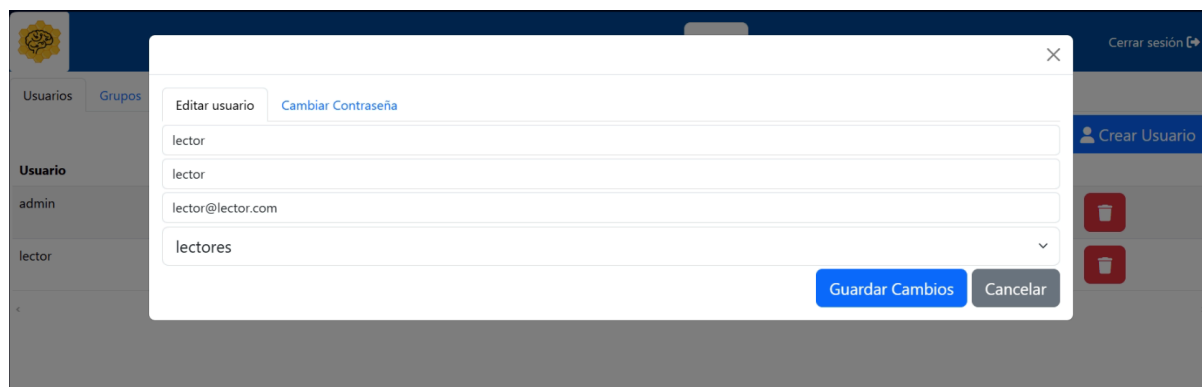 Cerrar sesión
Usuarios Grupos
Editar usuario Cambiar Contraseña
Crear Usuario
lector
Usuario
lector
admin
lector@lector.com
lectores
lector
Guardar Cambios Cancelar